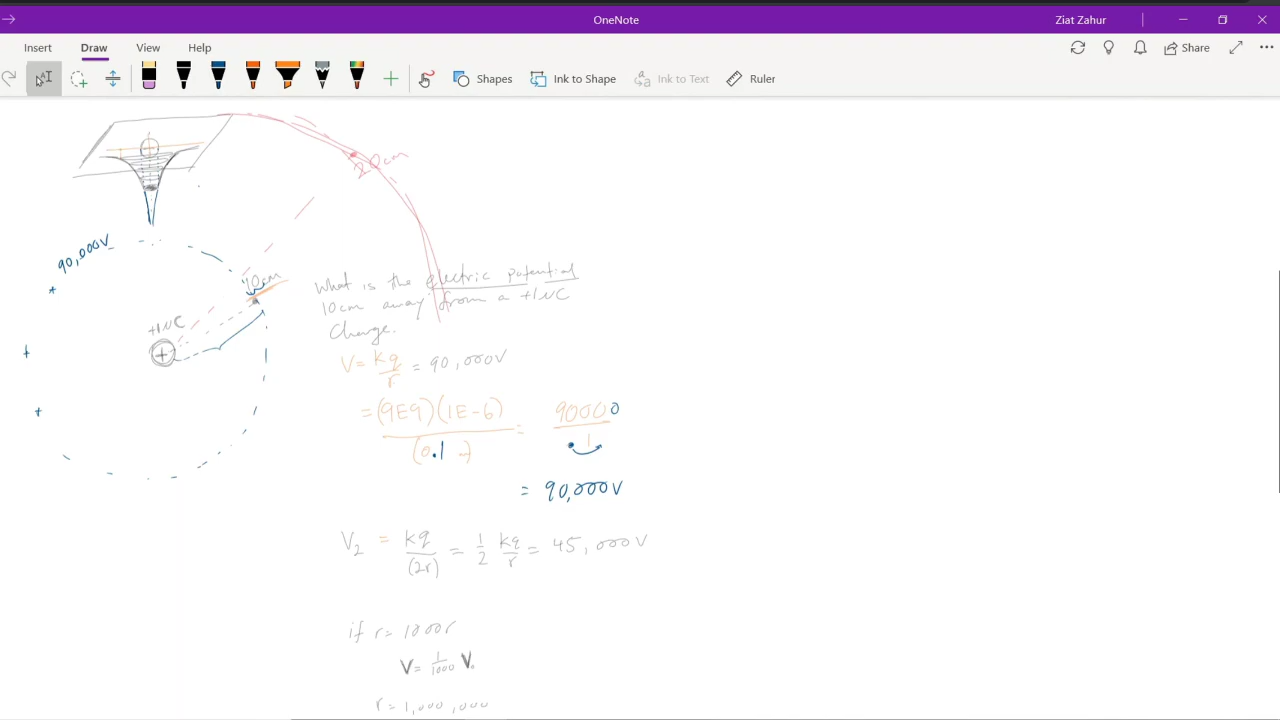 OneNote
Ziat Zahur
Insert
Draw
View
Help
Share
Shapes
Ink to Shape
Ink to Text
Ruler
20cm
90,000V
10cm
+1μC
+
What is the electric potential
10cm away from a +1μC
Charge.
V = kq/r = 90,000V
= (9E9)(1E-6)/(0.1 m) = 90000/.1
= 90,000V
V2 = kq/(2r) = 1/2 kq/r = 45,000V
if r = 1000r
V = 1/1000 V.
r = 1,000,000